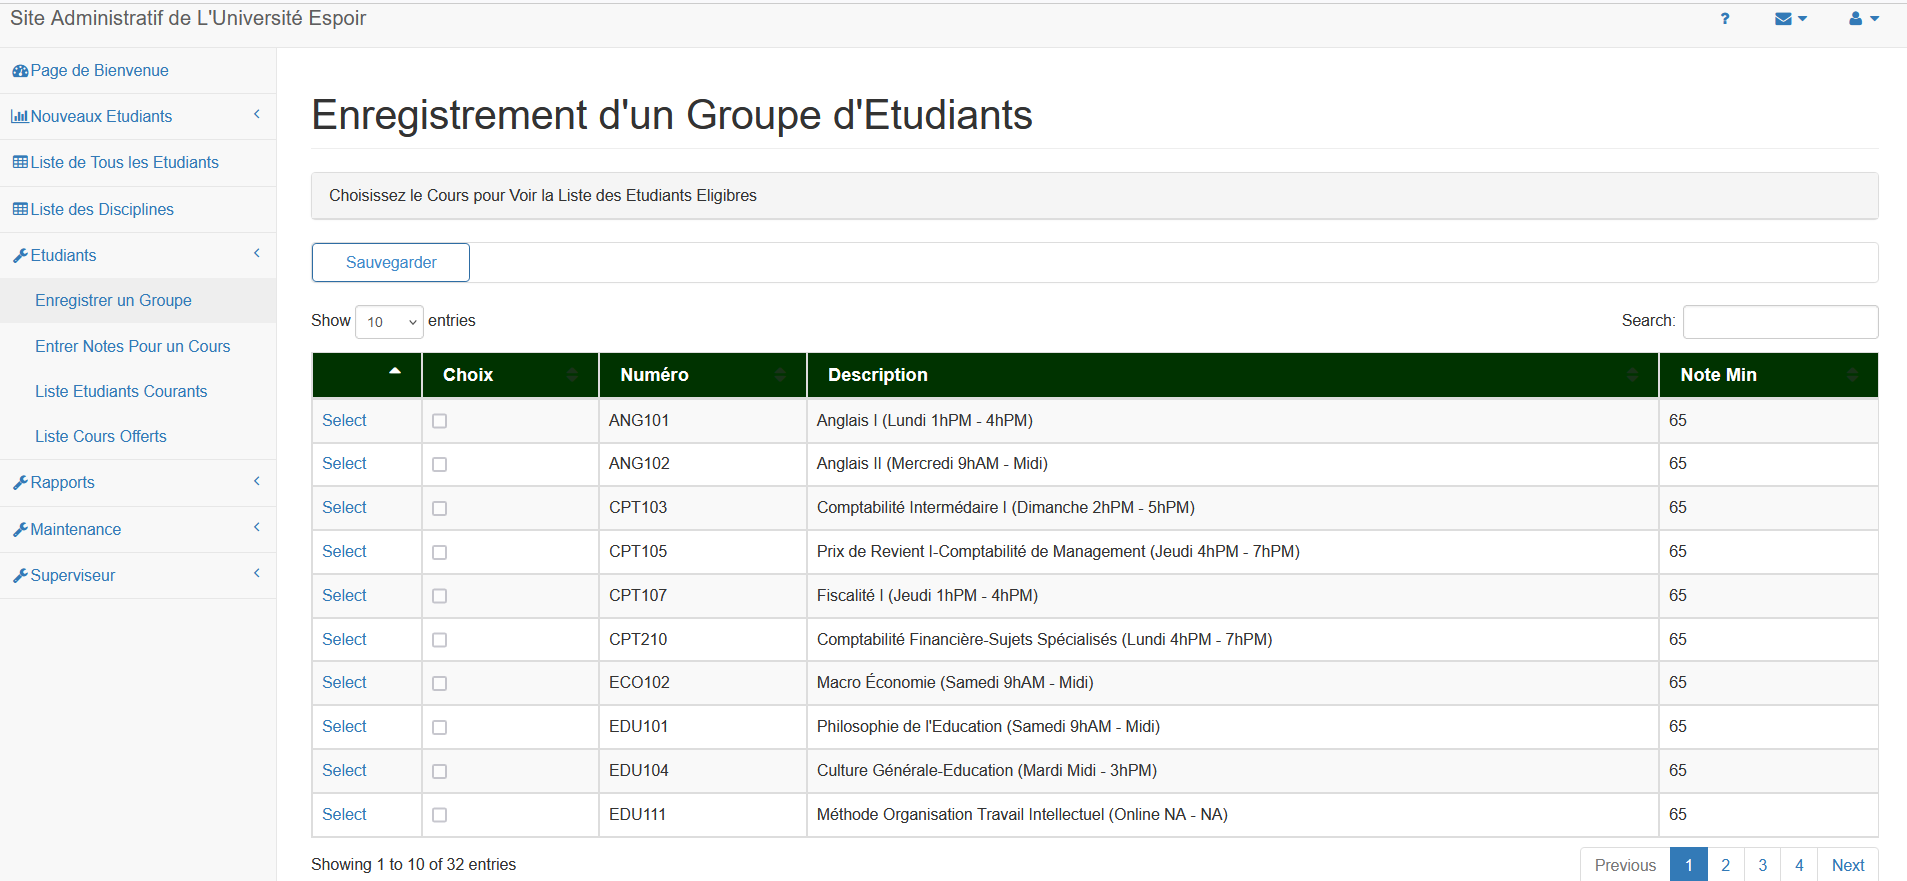 Site Administratif de L'Université Espoir
?
Page de Bienvenue
Nouveaux Etudiants
Liste de Tous les Etudiants
Liste des Disciplines
Etudiants
Enregistrer un Groupe
Entrer Notes Pour un Cours
Liste Etudiants Courants
Liste Cours Offerts
Rapports
Maintenance
Superviseur
Enregistrement d'un Groupe d'Etudiants
Choisissez le Cours pour Voir la Liste des Etudiants Eligibres
Sauvegarder
Show 10 entries Search:
Choix Numéro Description Note Min
Select ANG101 Anglais I (Lundi 1hPM - 4hPM) 65
Select ANG102 Anglais II (Mercredi 9hAM - Midi) 65
Select CPT103 Comptabilité Intermédaire I (Dimanche 2hPM - 5hPM) 65
Select CPT105 Prix de Revient I-Comptabilité de Management (Jeudi 4hPM - 7hPM) 65
Select CPT107 Fiscalité I (Jeudi 1hPM - 4hPM) 65
Select CPT210 Comptabilité Financière-Sujets Spécialisés (Lundi 4hPM - 7hPM) 65
Select ECO102 Macro Économie (Samedi 9hAM - Midi) 65
Select EDU101 Philosophie de l'Education (Samedi 9hAM - Midi) 65
Select EDU104 Culture Générale-Education (Mardi Midi - 3hPM) 65
Select EDU111 Méthode Organisation Travail Intellectuel (Online NA - NA) 65
Showing 1 to 10 of 32 entries
Previous 1 2 3 4 Next